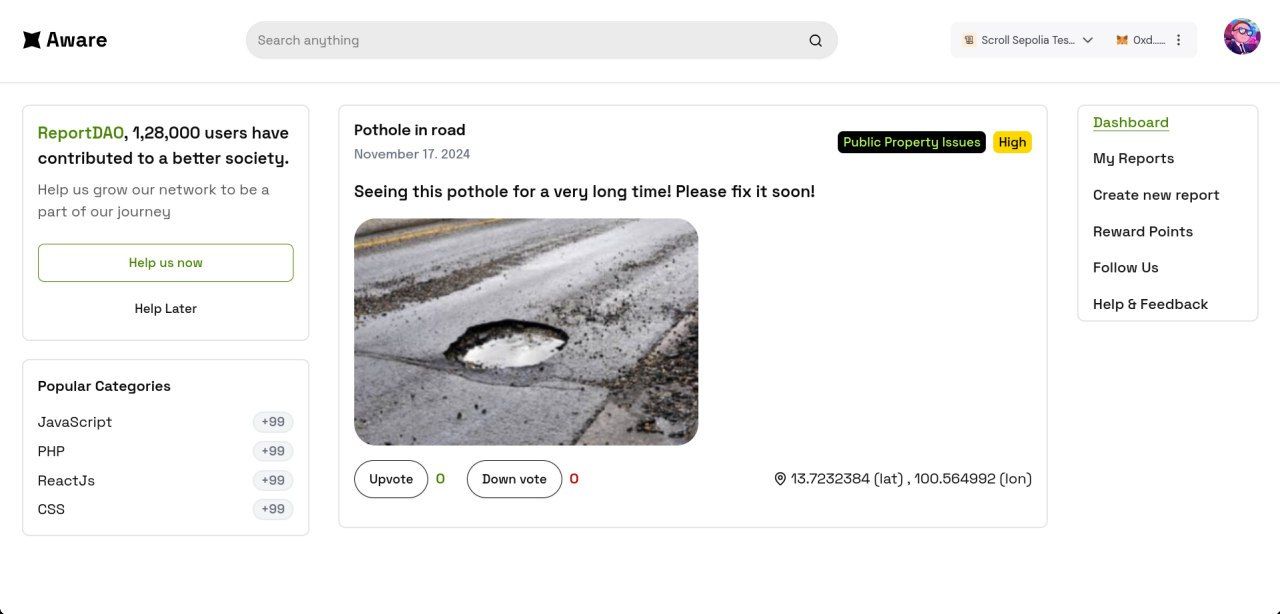 Aware
Search anything
Scroll Sepolia Tes...
0xd......
ReportDAO, 1,28,000 users have
contributed to a better society.
Help us grow our network to be a
part of our journey
Help us now
Help Later
Popular Categories
JavaScript +99
PHP +99
ReactJs +99
CSS +99
Pothole in road
November 17. 2024
Public Property Issues High
Seeing this pothole for a very long time! Please fix it soon!
Upvote 0 Down vote 0
13.7232384 (lat) , 100.564992 (lon)
Dashboard
My Reports
Create new report
Reward Points
Follow Us
Help & Feedback